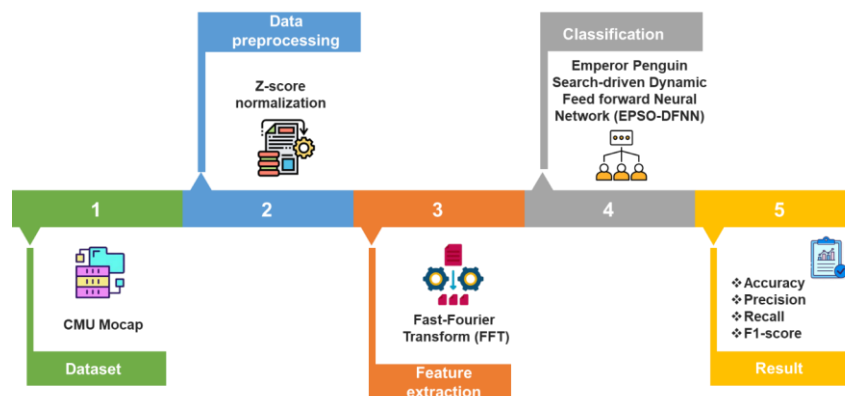 Data
preprocessing
Z-score
normalization
Classification
Emperor Penguin
Search-driven Dynamic
Feed forward Neural
Network (EPSO-DFNN)
1
2
3
4
5
CMU Mocap
Dataset
Fast-Fourier
Transform (FFT)
Feature
extraction
❖Accuracy
❖Precision
❖Recall
❖F1-score
Result